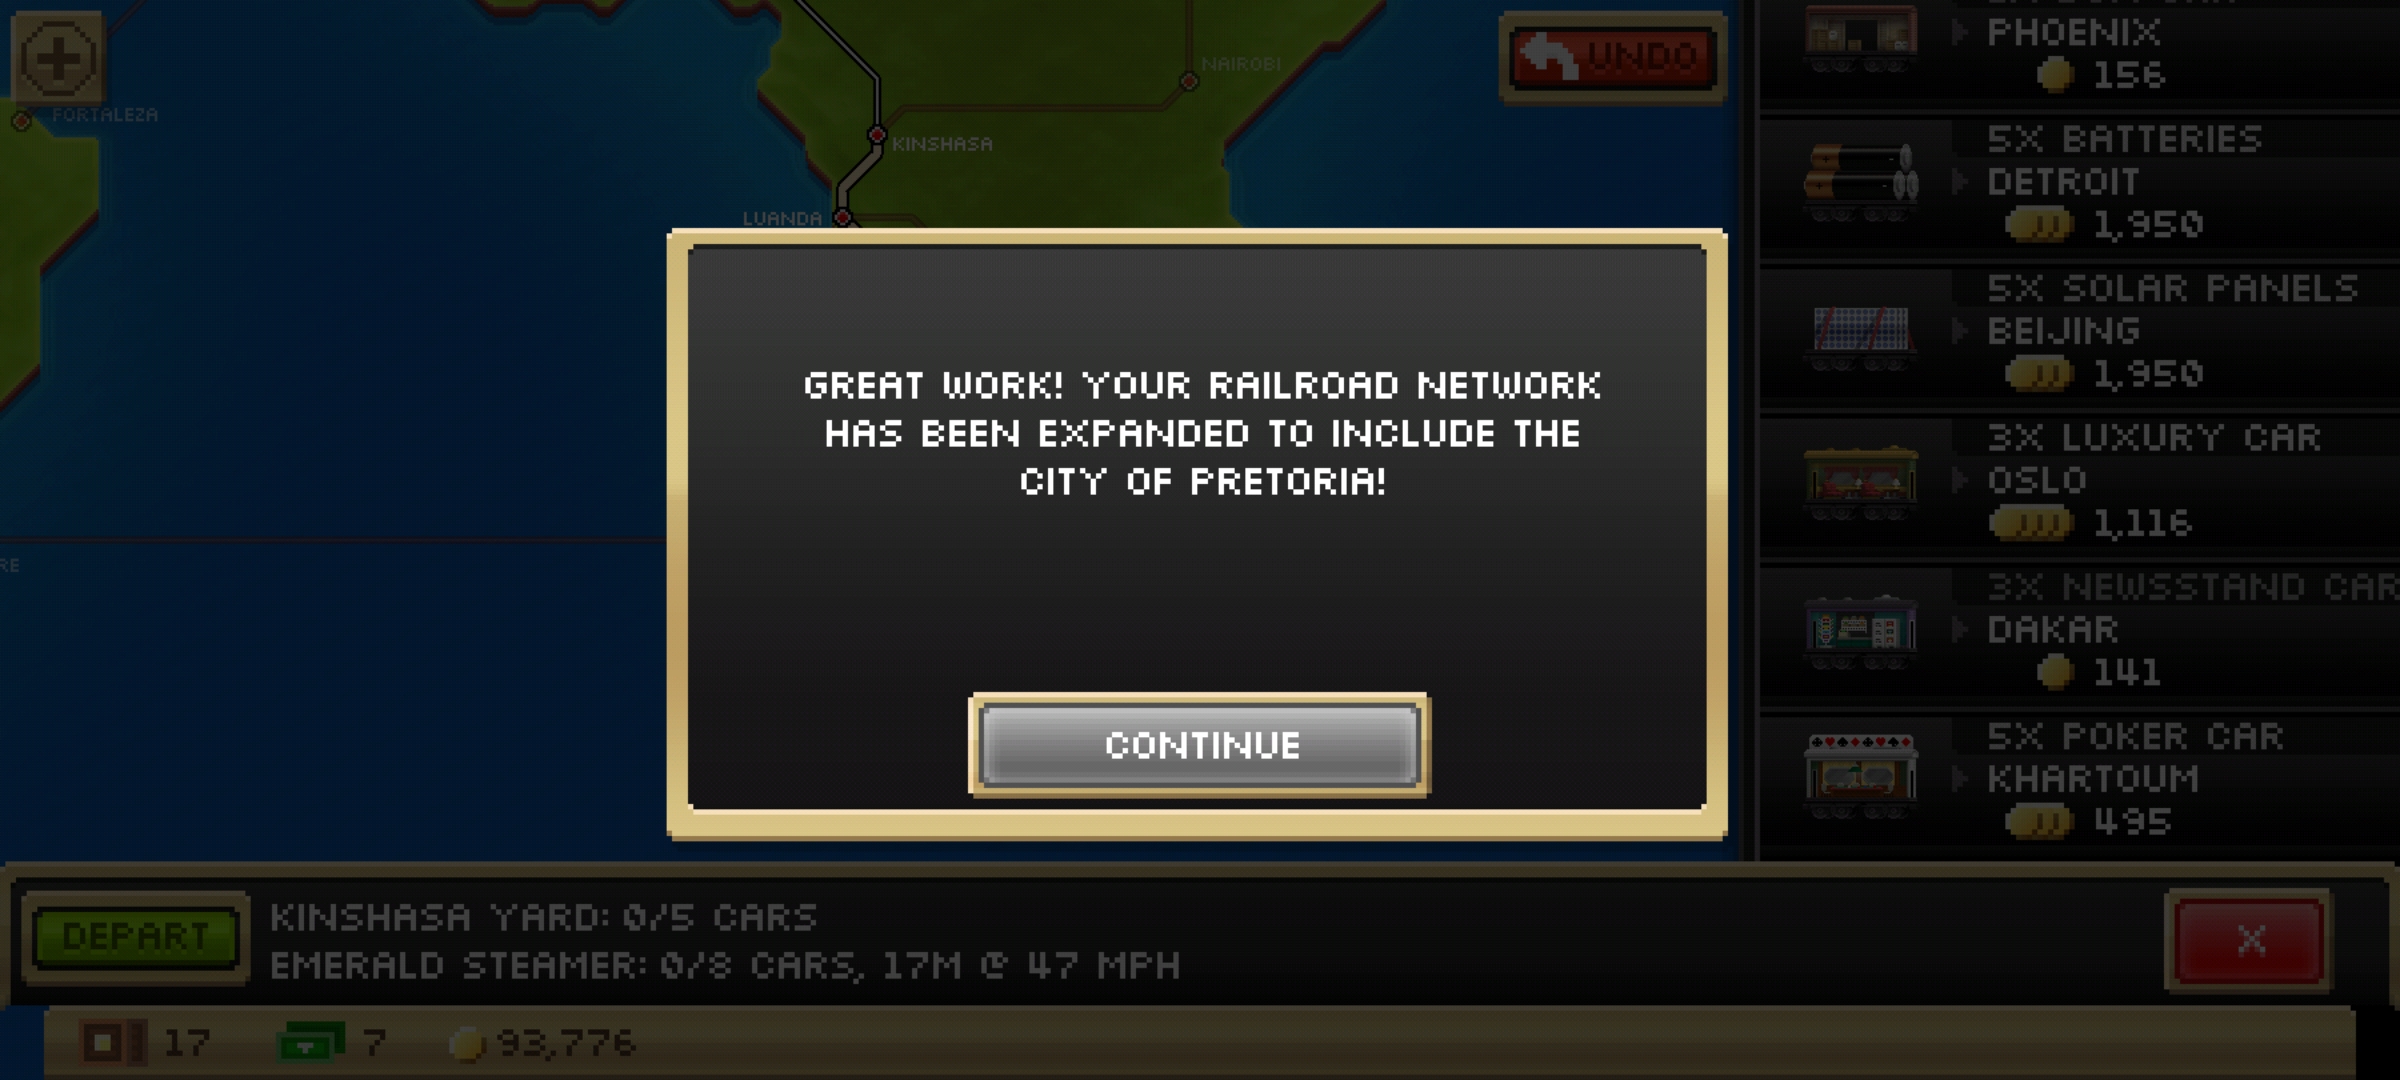 FORTALEZA
NAIROBI
KINSHASA
LUANDA
RE
UNDO
PHOENIX
156
5X BATTERIES
DETROIT
1,950
5X SOLAR PANELS
BEIJING
1,950
3X LUXURY CAR
OSLO
1,116
3X NEWSSTAND CAR
DAKAR
141
5X POKER CAR
KHARTOUM
495
GREAT WORK! YOUR RAILROAD NETWORK
HAS BEEN EXPANDED TO INCLUDE THE
CITY OF PRETORIA!
CONTINUE
DEPART
KINSHASA YARD: 0/5 CARS
EMERALD STEAMER: 0/8 CARS, 17M @ 47 MPH
X
17
7
93,776